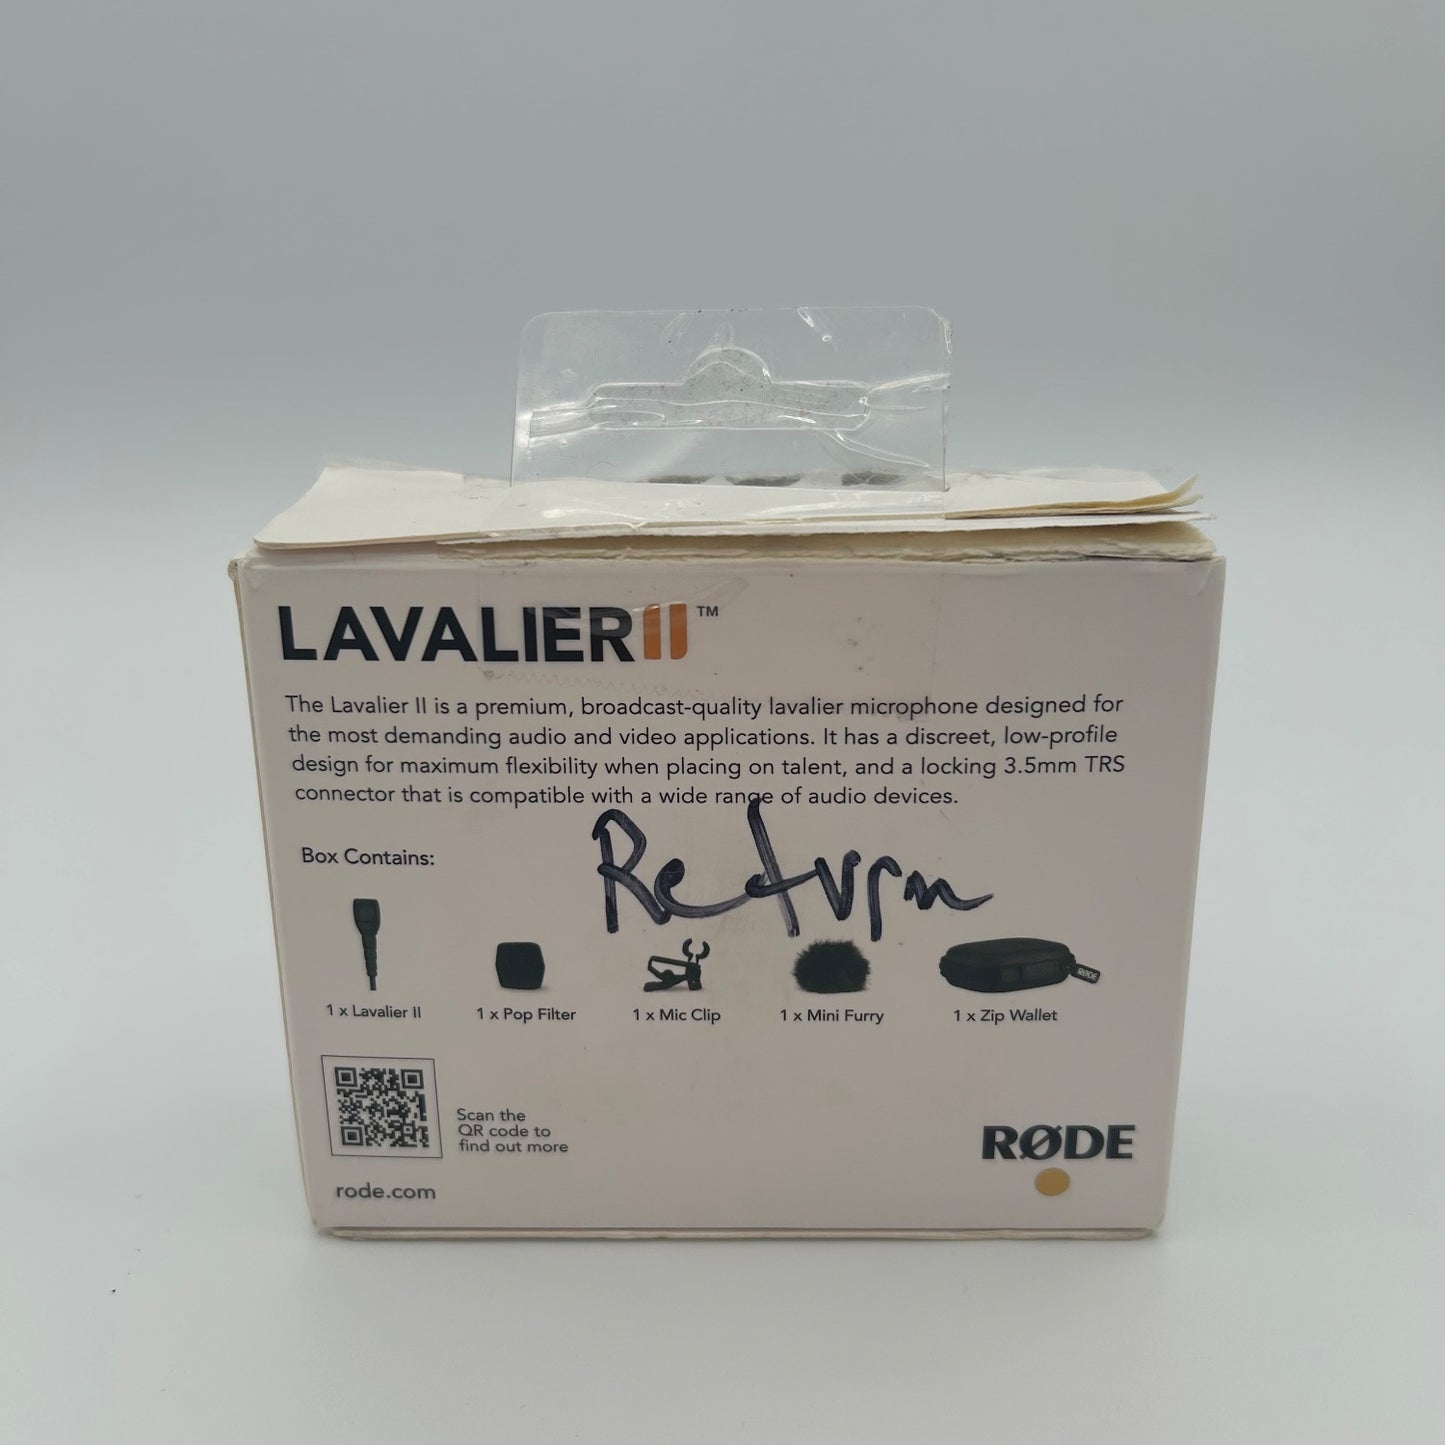 LAVALIER II™
The Lavalier II is a premium, broadcast-quality lavalier microphone designed for
the most demanding audio and video applications. It has a discreet, low-profile
design for maximum flexibility when placing on talent, and a locking 3.5mm TRS
connector that is compatible with a wide range of audio devices.
Box Contains:
Return
RØDE
1 x Lavalier II
1 x Pop Filter
1 x Mic Clip
1 x Mini Furry
1 x Zip Wallet
Scan the
QR code to
find out more
rode.com
RØDE